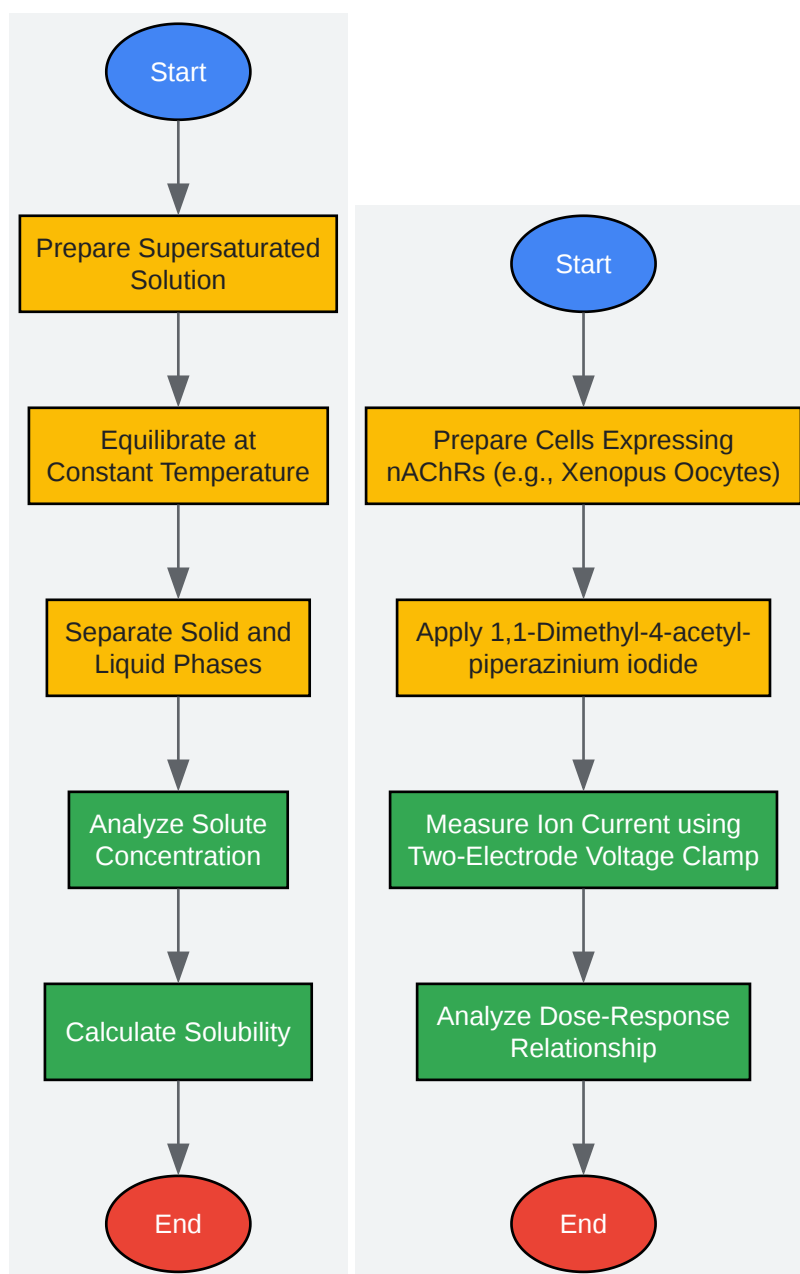 Start
Prepare Supersaturated
Solution
Equilibrate at
Constant Temperature
Separate Solid and
Liquid Phases
Analyze Solute
Concentration
Calculate Solubility
End
Start
Prepare Cells Expressing
nAChRs (e.g., Xenopus Oocytes)
Apply 1,1-Dimethyl-4-acetyl-
piperazinium iodide
Measure Ion Current using
Two-Electrode Voltage Clamp
Analyze Dose-Response
Relationship
End